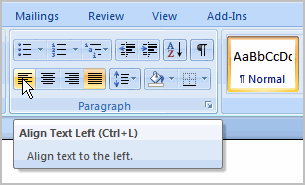 Mailings Review View Add-Ins
A Z ¶
AaBbCcDc
¶ Normal
Paragraph
Align Text Left (Ctrl+L)
Align text to the left.